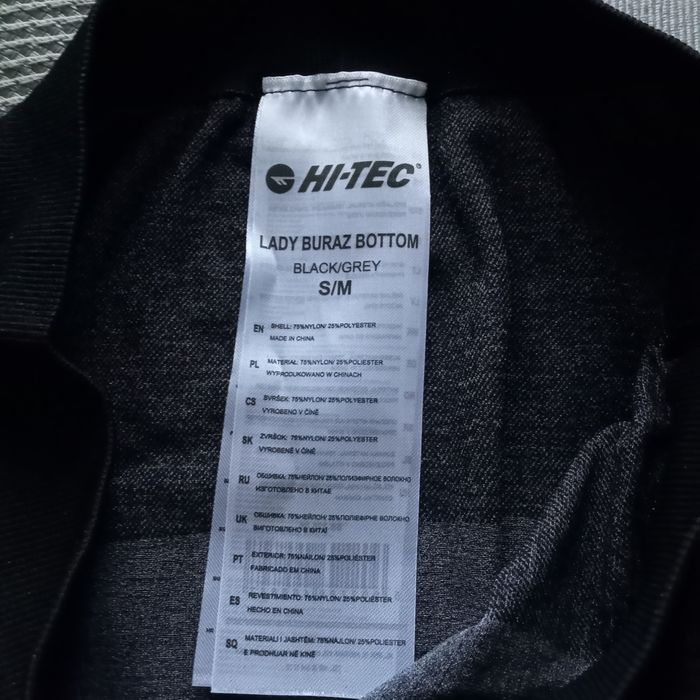 HI-TEC®
LADY BURAZ BOTTOM
BLACK/GREY
S/M
EN SHELL: 75%NYLON/ 25%POLYESTER
MADE IN CHINA
PL MATERIAŁ: 75%NYLON/ 25%POLIESTER
WYPRODUKOWANO W CHINACH
CS SVRŠEK: 75%NYLON/ 25%POLYESTER
VYROBENO V ČÍNĚ
SK ZVRŠOK: 75%NYLON/ 25%POLYESTER
VYROBENÉ V ČÍNE
RU ОБШИВКА: 75%НЕЙЛОН/ 25%ПОЛИЭФИРНОЕ ВОЛОКНО
ИЗГОТОВЛЕНО В КИТАЕ
UK ОБШИВКА: 75%НЕЙЛОН/ 25%ПОЛІЕФІРНЕ ВОЛОКНО
ВИГОТОВЛЕНО В КИТАЇ
PT EXTERIOR: 75%NÁILON/ 25%POLIÉSTER
FABRICADO EM CHINA
ES REVESTIMIENTO: 75%NYLON/ 25%POLIÉSTER
HECHO EN CHINA
SQ MATERIALI I JASHTËM: 75%NAJLON/ 25%POLIESTER
E PRODHUAR NË KINË